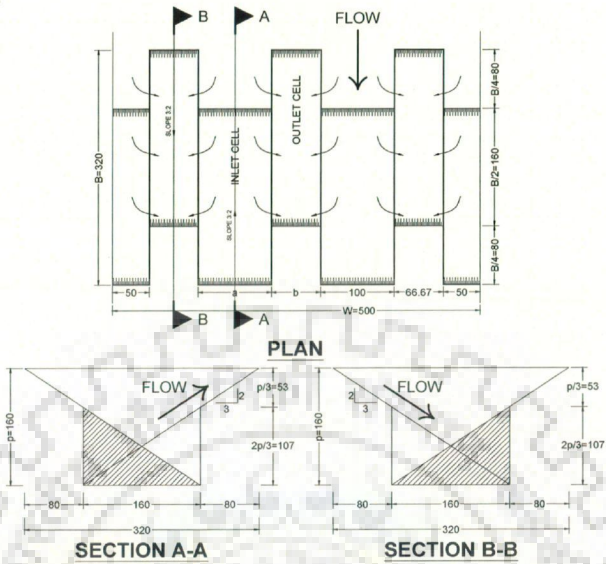 B A FLOW
B=320
SLOPE 3:2
INLET CELL
SLOPE 3:2
OUTLET CELL
B/4=80
B/2=160
B/4=80
50 a b 100 66.67 50
W=500
B A
PLAN
FLOW
p=160
2
3
p/3=53
2p/3=107
80 160 80
320
SECTION A-A
FLOW
p=160
2
3
p/3=53
2p/3=107
80 160 80
320
SECTION B-B